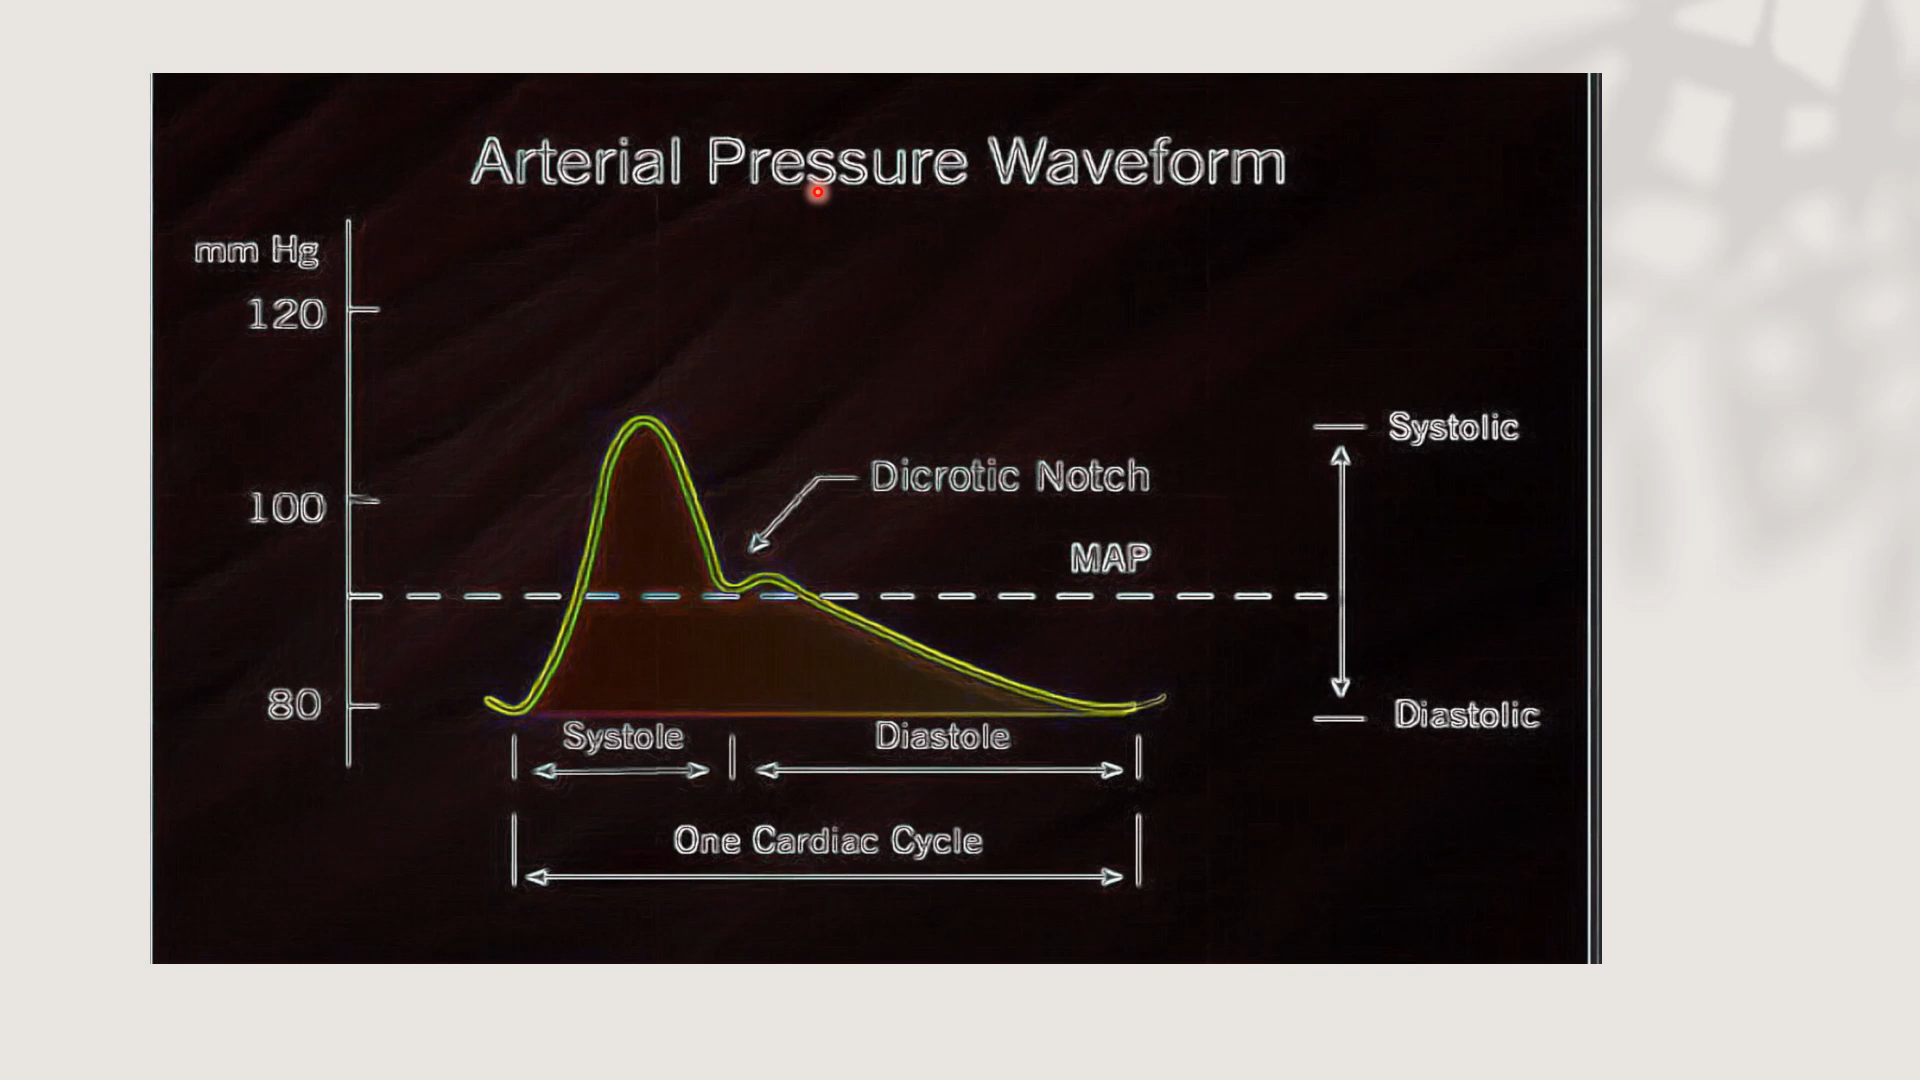 Arterial Pressure Waveform
mm Hg
120
Systolic
Dicrotic Notch
100
MAP
80
Diastolic
Systole
Diastole
One Cardiac Cycle